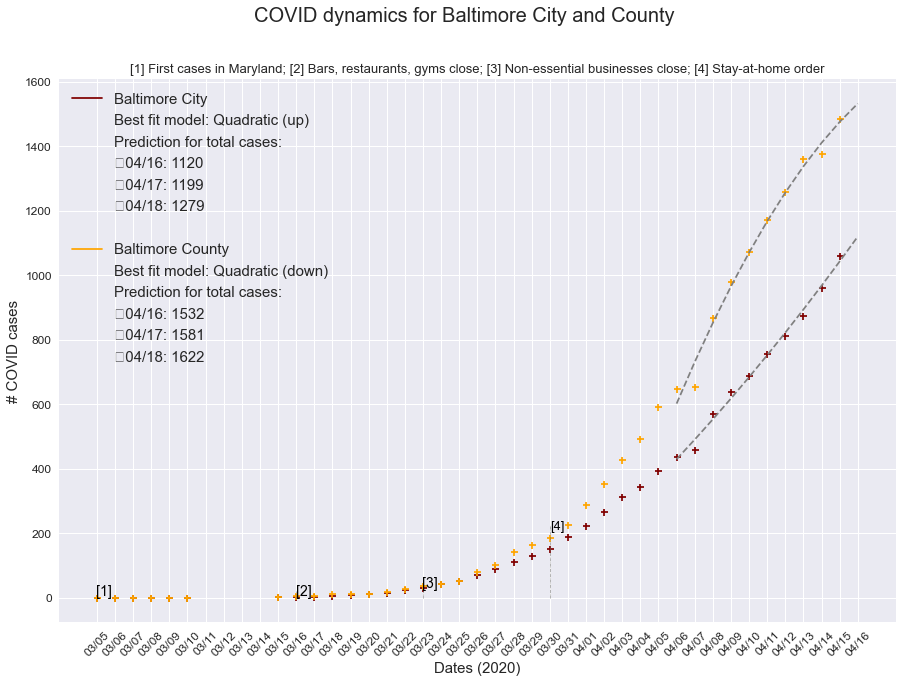 COVID dynamics for Baltimore City and County
[1] First cases in Maryland; [2] Bars, restaurants, gyms close; [3] Non-essential businesses close; [4] Stay-at-home order
Baltimore City
Best fit model: Quadratic (up)
Prediction for total cases:
04/16: 1120
04/17: 1199
04/18: 1279
Baltimore County
Best fit model: Quadratic (down)
Prediction for total cases:
04/16: 1532
04/17: 1581
04/18: 1622
# COVID cases
1600
1400
1200
1000
800
600
400
200
0
[1]
[2]
[3]
[4]
03/05 03/06 03/07 03/08 03/09 03/10 03/11 03/12 03/13 03/14 03/15 03/16 03/17 03/18 03/19 03/20 03/21 03/22 03/23 03/24 03/25 03/26 03/27 03/28 03/29 03/30 03/31 04/01 04/02 04/03 04/04 04/05 04/06 04/07 04/08 04/09 04/10 04/11 04/12 04/13 04/14 04/15 04/16
Dates (2020)